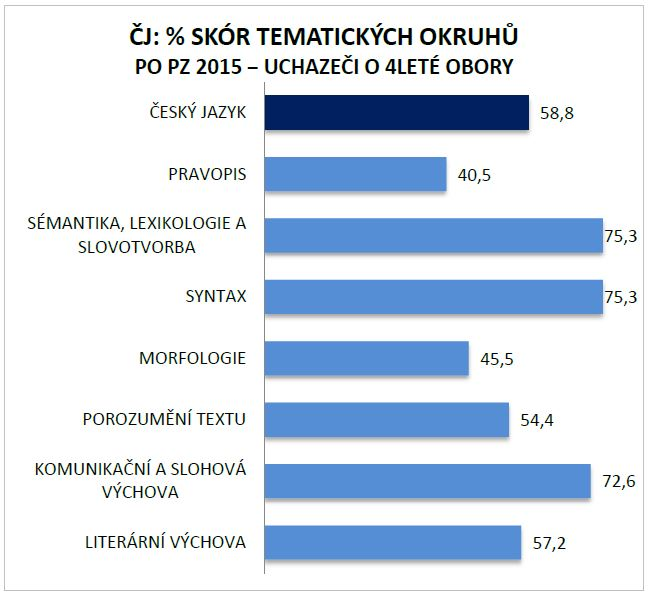 ČJ: % SKÓR TEMATICKÝCH OKRUHŮ
PO PZ 2015 – UCHAZEČI O 4LETÉ OBORY
ČESKÝ JAZYK 58,8
PRAVOPIS 40,5
SÉMANTIKA, LEXIKOLOGIE A
SLOVOTVORBA 75,3
SYNTAX 75,3
MORFOLOGIE 45,5
POROZUMĚNÍ TEXTU 54,4
KOMUNIKAČNÍ A SLOHOVÁ
VÝCHOVA 72,6
LITERÁRNÍ VÝCHOVA 57,2